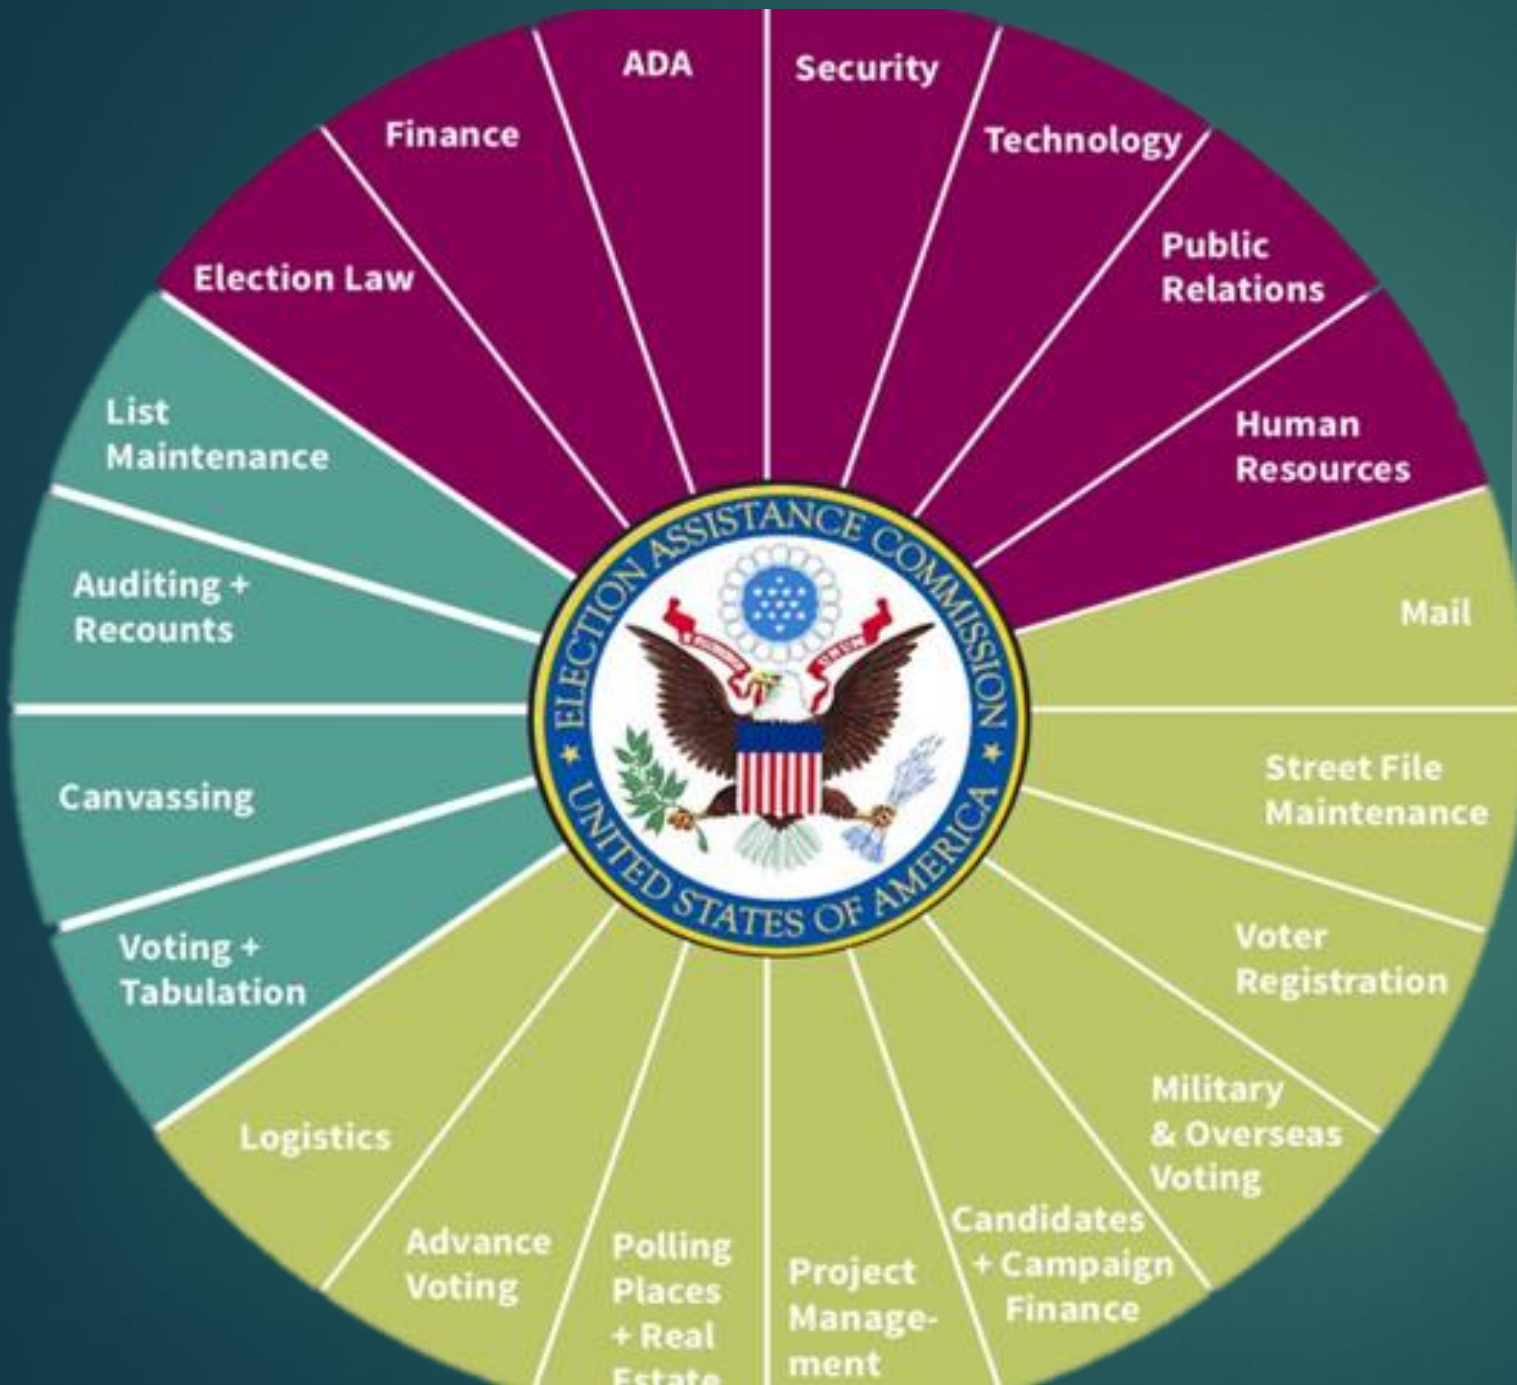 ADA
Security
Technology
Public
Relations
Human
Resources
Mail
Street File
Maintenance
Voter
Registration
Military
& Overseas
Voting
Candidates
+ Campaign
Finance
Project
Manage-
ment
Polling
Places
+ Real
Estate
Advance
Voting
Logistics
Voting +
Tabulation
Canvassing
Auditing +
Recounts
List
Maintenance
Election Law
Finance
ELECTION ASSISTANCE COMMISSION
UNITED STATES OF AMERICA
UNUM